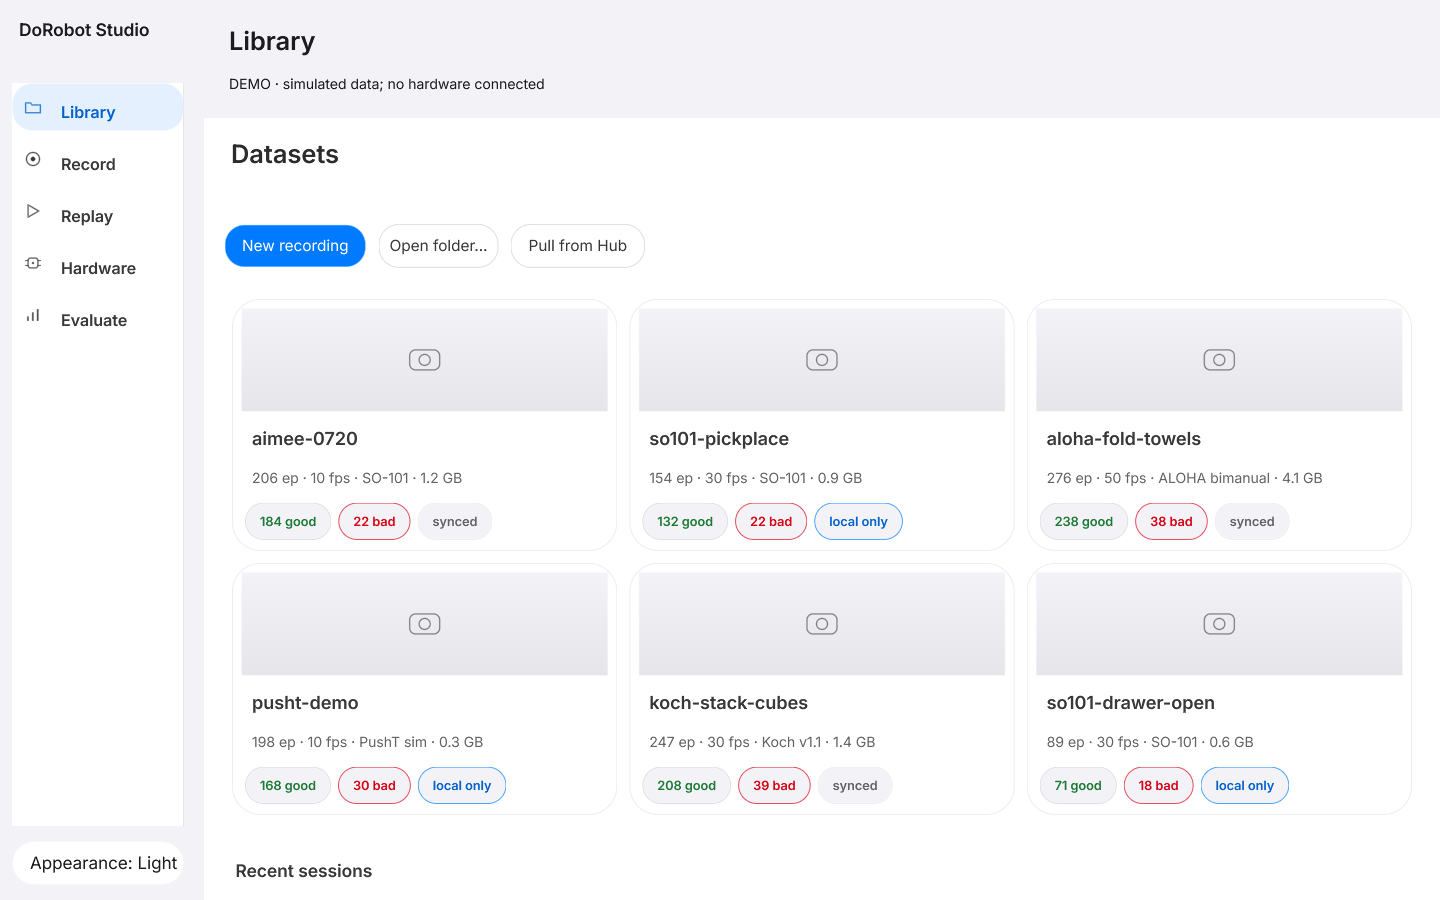 DoRobot Studio
Library
Record
Replay
Hardware
Evaluate
Appearance: Light
Library
DEMO · simulated data; no hardware connected
Datasets
New recording
Open folder...
Pull from Hub
aimee-0720
206 ep · 10 fps · SO-101 · 1.2 GB
184 good
22 bad
synced
so101-pickplace
154 ep · 30 fps · SO-101 · 0.9 GB
132 good
22 bad
local only
aloha-fold-towels
276 ep · 50 fps · ALOHA bimanual · 4.1 GB
238 good
38 bad
synced
pusht-demo
198 ep · 10 fps · PushT sim · 0.3 GB
168 good
30 bad
local only
koch-stack-cubes
247 ep · 30 fps · Koch v1.1 · 1.4 GB
208 good
39 bad
synced
so101-drawer-open
89 ep · 30 fps · SO-101 · 0.6 GB
71 good
18 bad
local only
Recent sessions